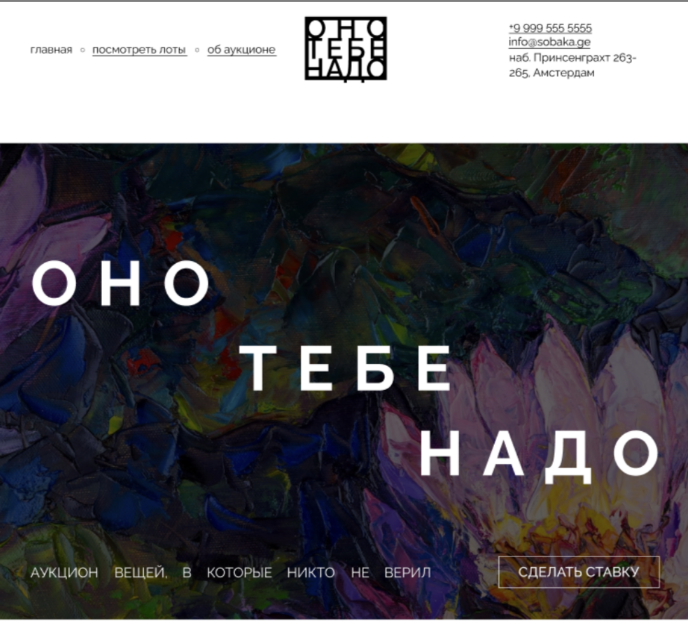 главная
посмотреть лоты
об аукционе
ОНО
ТЕБЕ
НАДО
+9 999 555 5555
info@sobaka.ge
наб. Принсенграхт 263-
265, Амстердам
ОНО
ТЕБЕ
НАДО
АУКЦИОН ВЕЩЕЙ, В КОТОРЫЕ НИКТО НЕ ВЕРИЛ
СДЕЛАТЬ СТАВКУ